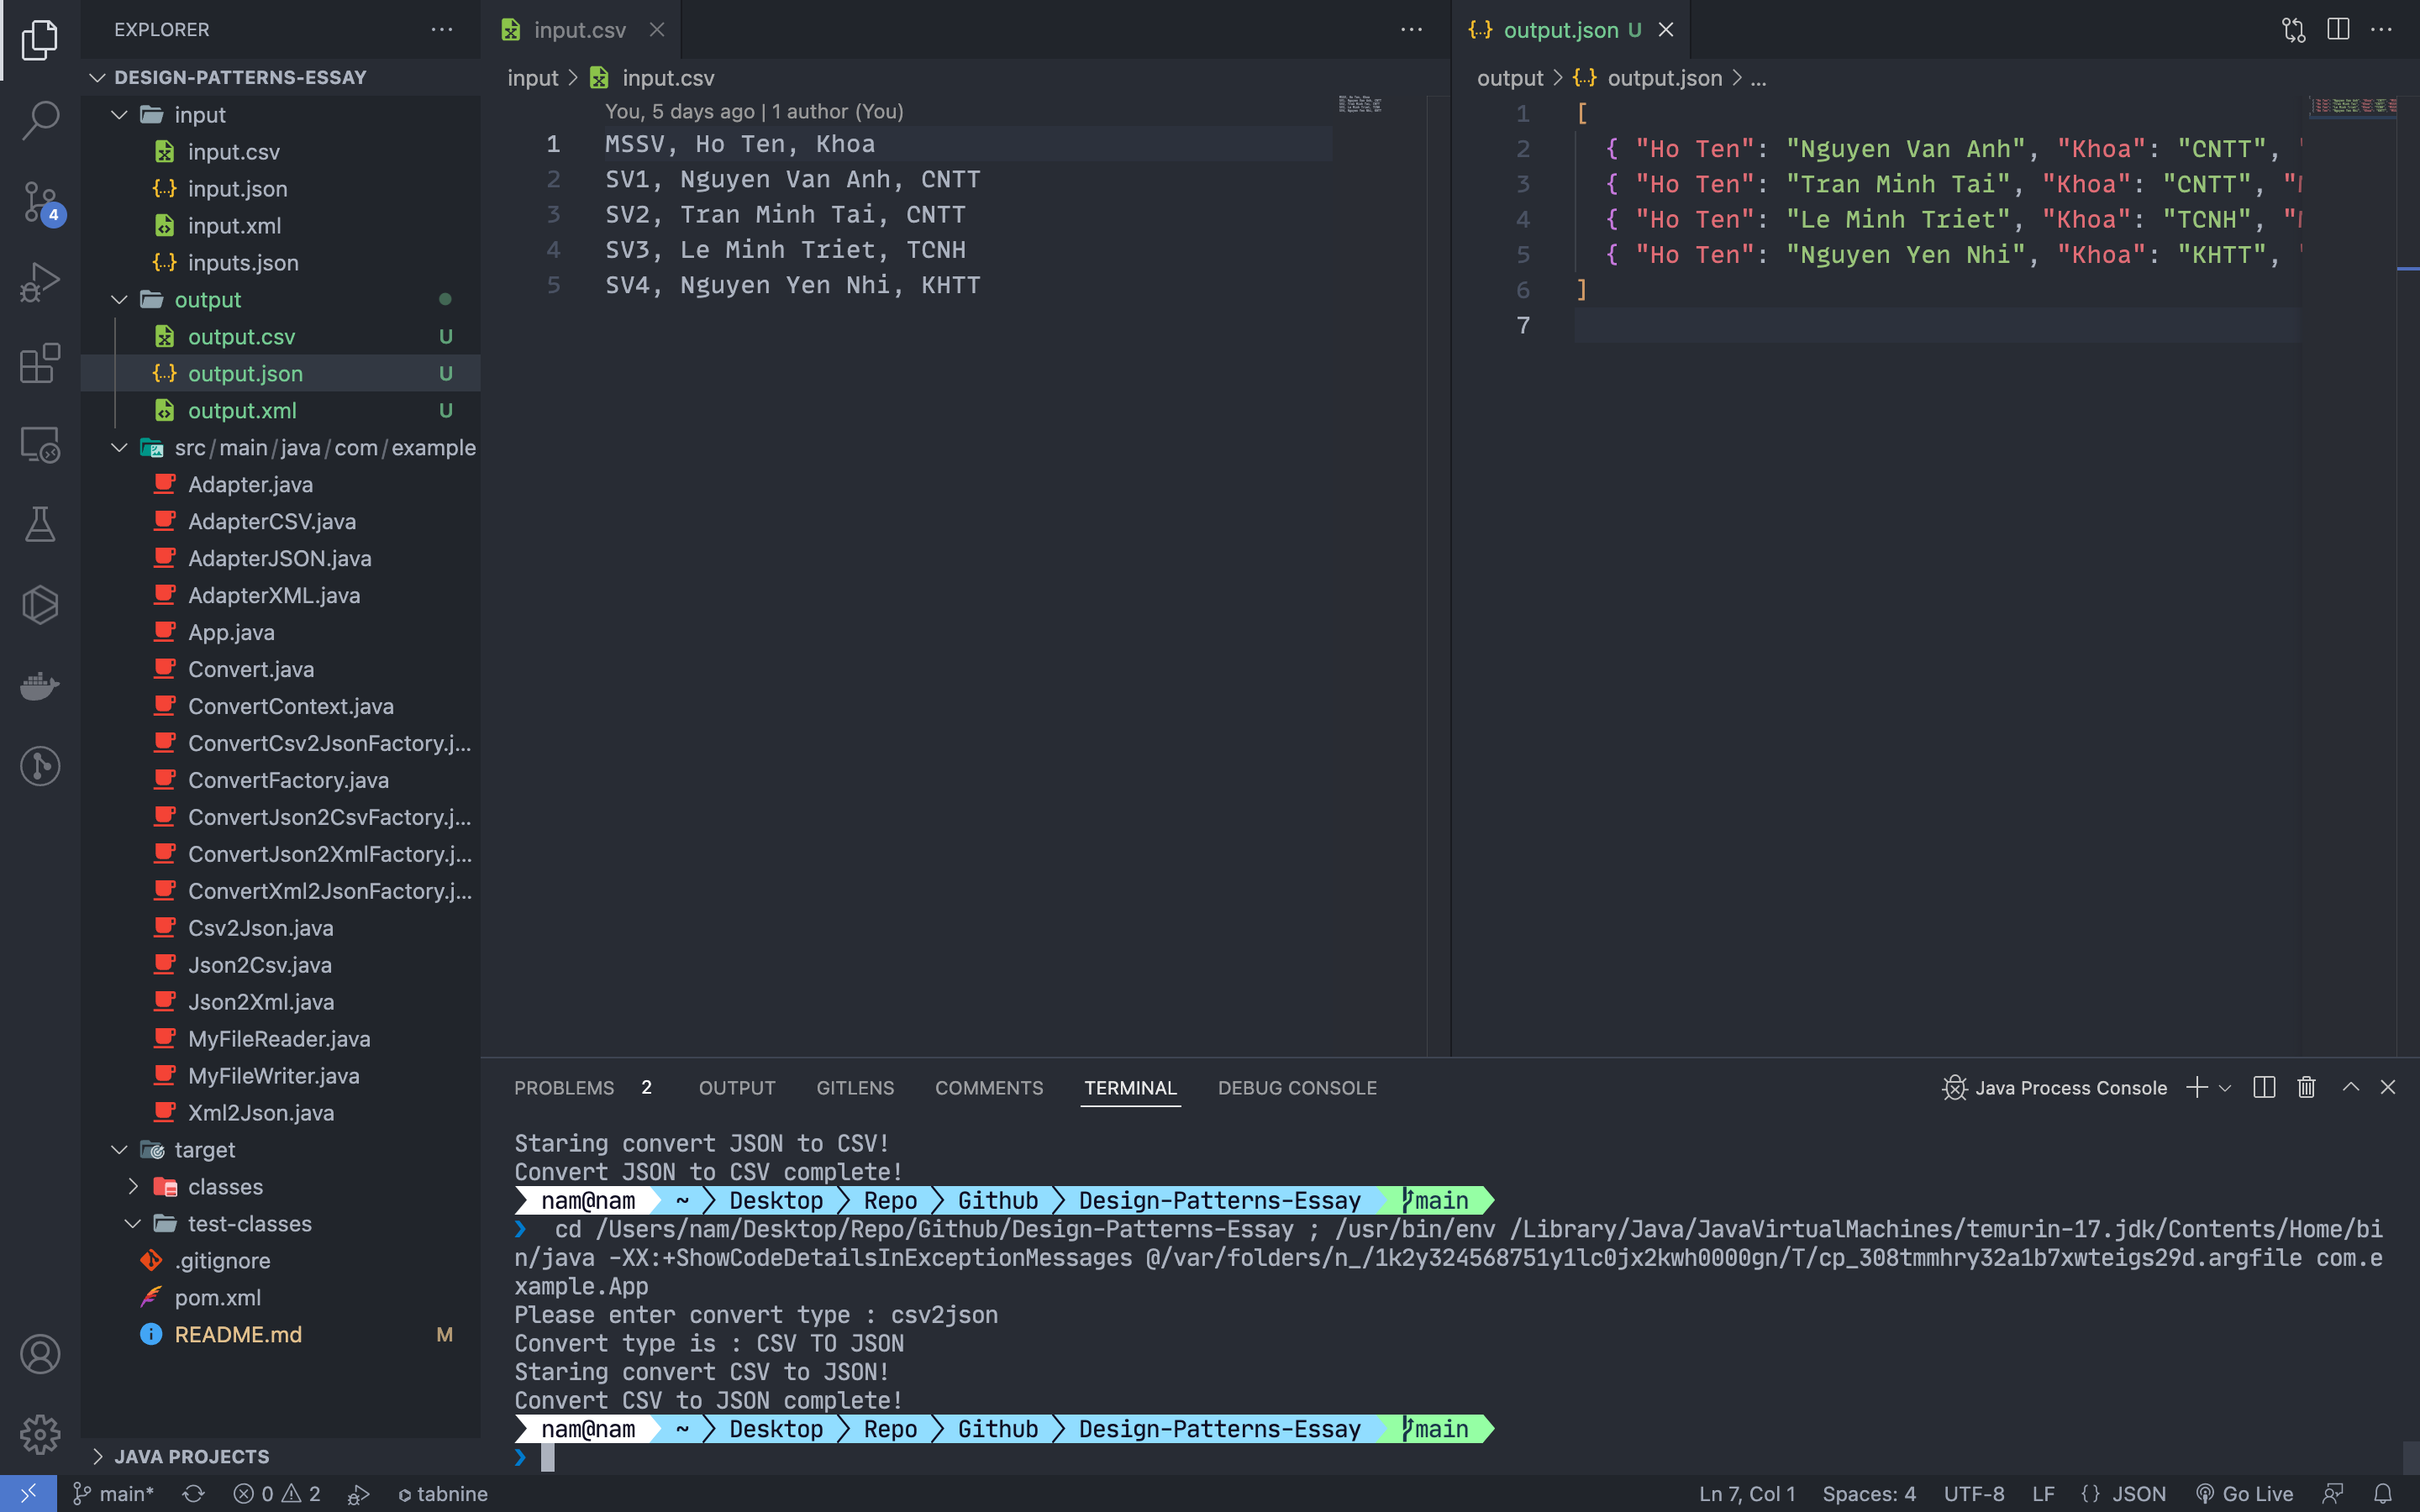 EXPLORER
DESIGN-PATTERNS-ESSAY
input
input.csv
input.json
input.xml
inputs.json
output
output.csv U
output.json U
output.xml U
src/main/java/com/example
Adapter.java
AdapterCSV.java
AdapterJSON.java
AdapterXML.java
App.java
Convert.java
ConvertContext.java
ConvertCsv2JsonFactory.j...
ConvertFactory.java
ConvertJson2CsvFactory.j...
ConvertJson2XmlFactory.j...
ConvertXml2JsonFactory.j...
Csv2Json.java
Json2Csv.java
Json2Xml.java
MyFileReader.java
MyFileWriter.java
Xml2Json.java
target
classes
test-classes
.gitignore
pom.xml
README.md M
JAVA PROJECTS
4
input.csv
input > input.csv
You, 5 days ago | 1 author (You)
1 MSSV, Ho Ten, Khoa
2 SV1, Nguyen Van Anh, CNTT
3 SV2, Tran Minh Tai, CNTT
4 SV3, Le Minh Triet, TCNH
5 SV4, Nguyen Yen Nhi, KHTT
output.json U
output > {..} output.json > ...
1 [
2 { "Ho Ten": "Nguyen Van Anh", "Khoa": "CNTT",
3 { "Ho Ten": "Tran Minh Tai", "Khoa": "CNTT", "
4 { "Ho Ten": "Le Minh Triet", "Khoa": "TCNH", "
5 { "Ho Ten": "Nguyen Yen Nhi", "Khoa": "KHTT",
6 ]
7
PROBLEMS 2 OUTPUT GITLENS COMMENTS TERMINAL DEBUG CONSOLE
Java Process Console
Staring convert JSON to CSV!
Convert JSON to CSV complete!
nam@nam ~ Desktop Repo Github Design-Patterns-Essay main
❯ cd /Users/nam/Desktop/Repo/Github/Design-Patterns-Essay ; /usr/bin/env /Library/Java/JavaVirtualMachines/temurin-17.jdk/Contents/Home/bi
n/java -XX:+ShowCodeDetailsInExceptionMessages @/var/folders/n_/1k2y324568751y1lc0jx2kwh0000gn/T/cp_308tmmhry32a1b7xwteigs29d.argfile com.e
xample.App
Please enter convert type : csv2json
Convert type is : CSV TO JSON
Staring convert CSV to JSON!
Convert CSV to JSON complete!
nam@nam ~ Desktop Repo Github Design-Patterns-Essay main
❯
main* 0 2 tabnine
Ln 7, Col 1 Spaces: 4 UTF-8 LF {} JSON Go Live